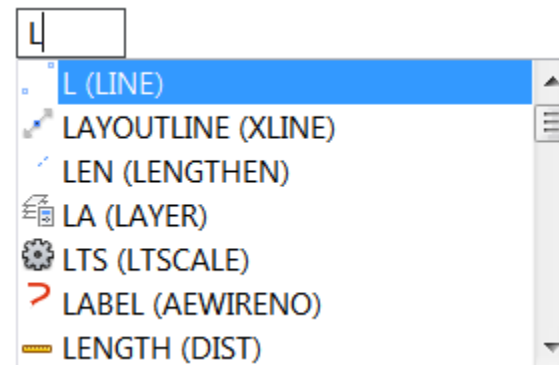 L
L (LINE)
LAYOUTLINE (XLINE)
LEN (LENGTHEN)
LA (LAYER)
LTS (LTSCALE)
LABEL (AEWIRENO)
LENGTH (DIST)